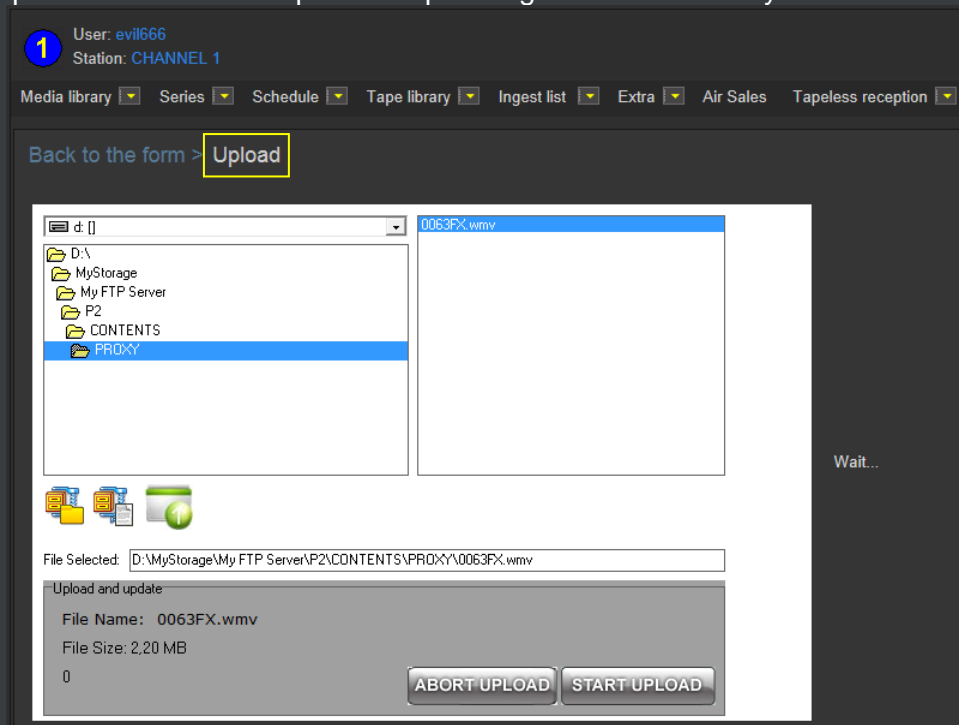 1
User: evil666
Station: CHANNEL 1
Media library Series Schedule Tape library Ingest list Extra Air Sales Tapeless reception
Back to the form > Upload
d: []
0063FX.wmv
D:\
MyStorage
My FTP Server
P2
CONTENTS
PROXY
Wait...
File Selected: D:\MyStorage\My FTP Server\P2\CONTENTS\PROXY\0063FX.wmv
Upload and update
File Name: 0063FX.wmv
File Size: 2,20 MB
0
ABORT UPLOAD START UPLOAD